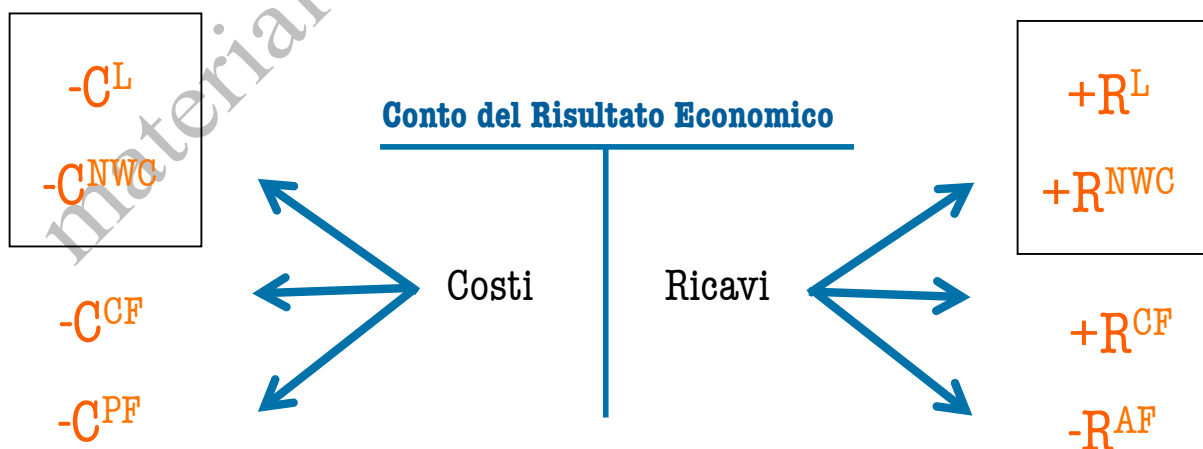 -C^L
-C^NWC
-C^CF
-C^PF
Conto del Risultato Economico
Costi
Ricavi
+R^L
+R^NWC
+R^CF
-R^AF
material